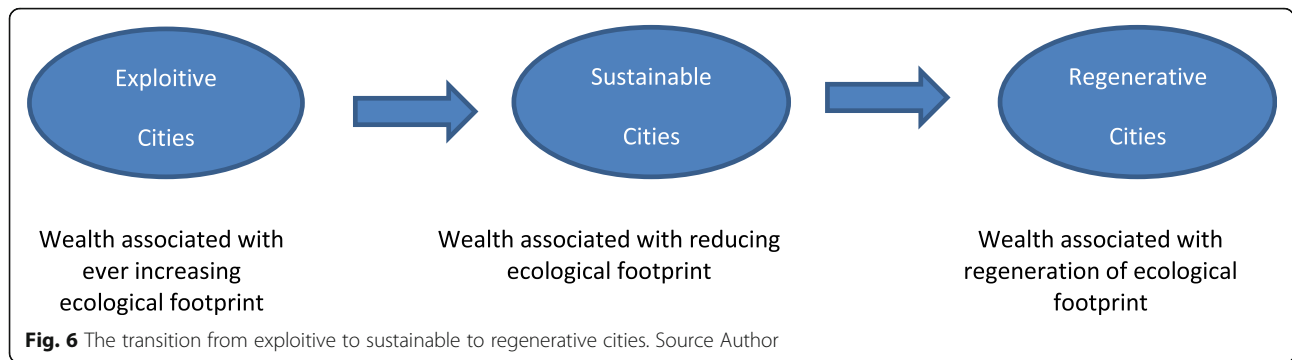 Exploitive
Cities
Sustainable
Cities
Regenerative
Cities
Wealth associated with
ever increasing
ecological footprint
Wealth associated with reducing
ecological footprint
Wealth associated with
regeneration of ecological
footprint
Fig. 6 The transition from exploitive to sustainable to regenerative cities. Source Author